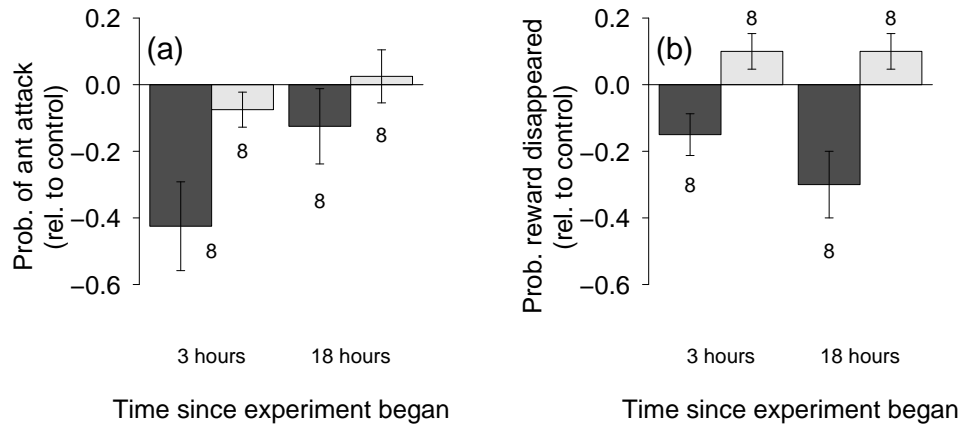 Prob. of ant attack
(rel. to control)
0.2
0.0
−0.2
−0.4
−0.6
(a)
8
8
8
8
3 hours
18 hours
Time since experiment began
Prob. reward disappeared
(rel. to control)
0.2
0.0
−0.2
−0.4
−0.6
(b)
8
8
8
8
3 hours
18 hours
Time since experiment began